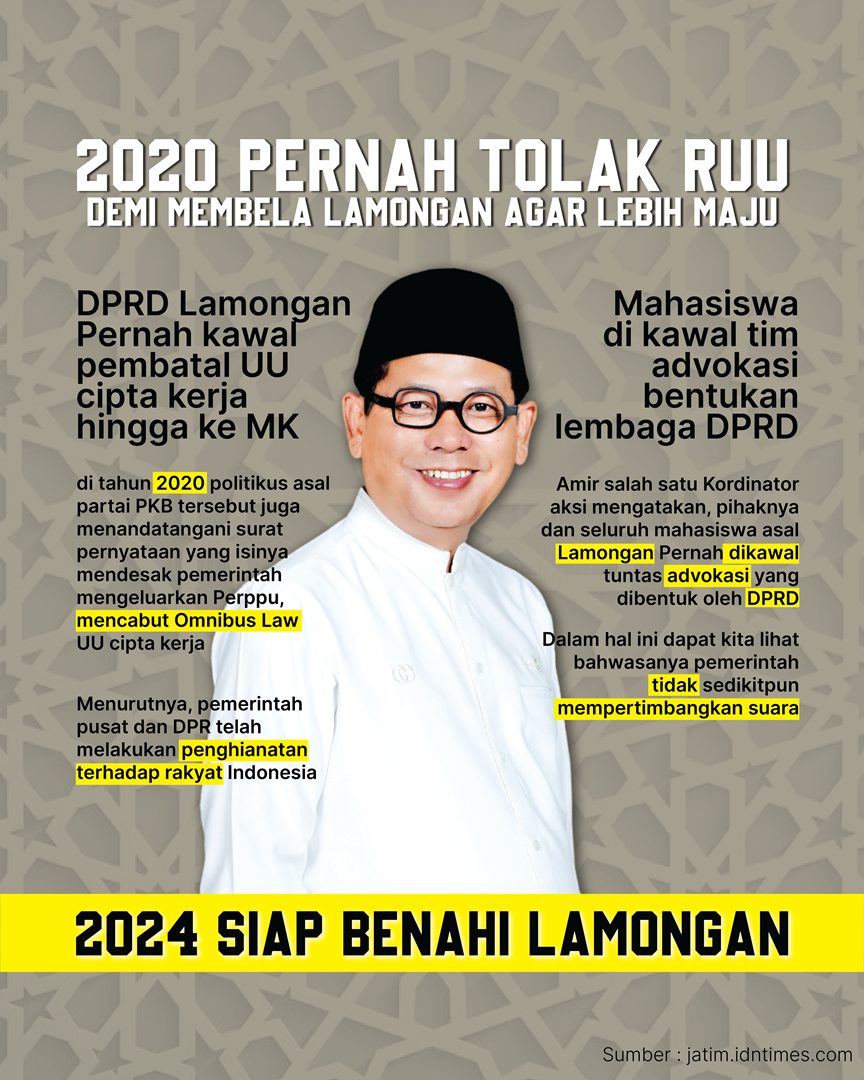 2020 PERNAH TOLAK RUU
DEMI MEMBELA LAMONGAN AGAR LEBIH MAJU
DPRD Lamongan
Pernah kawal
pembatal UU
cipta kerja
hingga ke MK
di tahun 2020 politikus asal
partai PKB tersebut juga
menandatangani surat
pernyataan yang isinya
mendesak pemerintah
mengeluarkan Perppu,
mencabut Omnibus Law
UU cipta kerja
Menurutnya, pemerintah
pusat dan DPR telah
melakukan penghianatan
terhadap rakyat Indonesia
Mahasiswa
di kawal tim
advokasi
bentukan
lembaga DPRD
Amir salah satu Kordinator
aksi mengatakan, pihaknya
dan seluruh mahasiswa asal
Lamongan Pernah dikawal
tuntas advokasi yang
dibentuk oleh DPRD
Dalam hal ini dapat kita lihat
bahwasanya pemerintah
tidak sedikitpun
mempertimbangkan suara
2024 SIAP BENAHI LAMONGAN
Sumber : jatim.idntimes.com